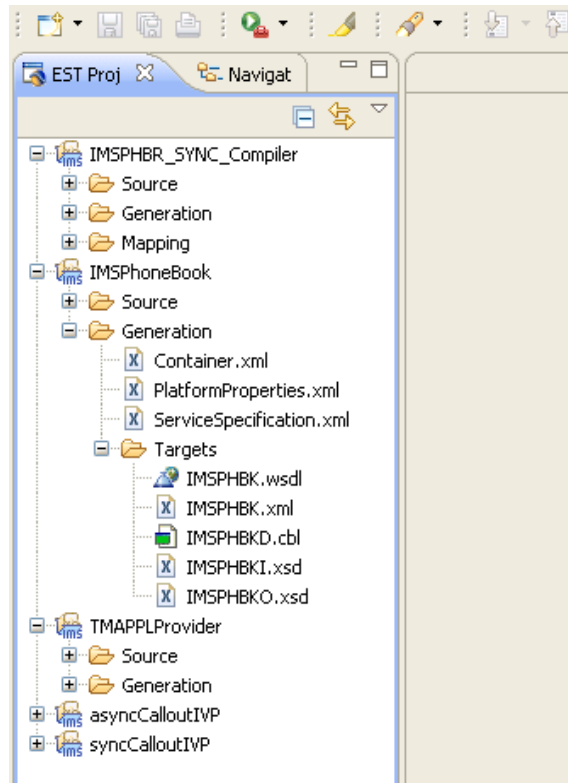 EST Proj Navigat
IMSPHBR_SYNC_Compiler
Source
Generation
Mapping
IMSPhoneBook
Source
Generation
Container.xml
PlatformProperties.xml
ServiceSpecification.xml
Targets
IMSPHBK.wsdl
IMSPHBK.xml
IMSPHBKD.cbl
IMSPHBKI.xsd
IMSPHBKO.xsd
TMAPPLProvider
Source
Generation
asyncCalloutIVP
syncCalloutIVP